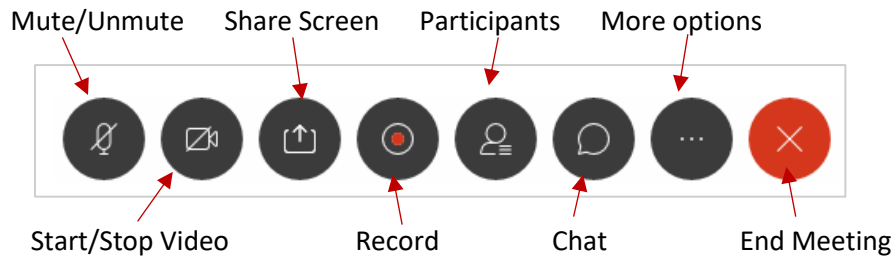 Mute/Unmute Share Screen Participants More options
Start/Stop Video Record Chat End Meeting